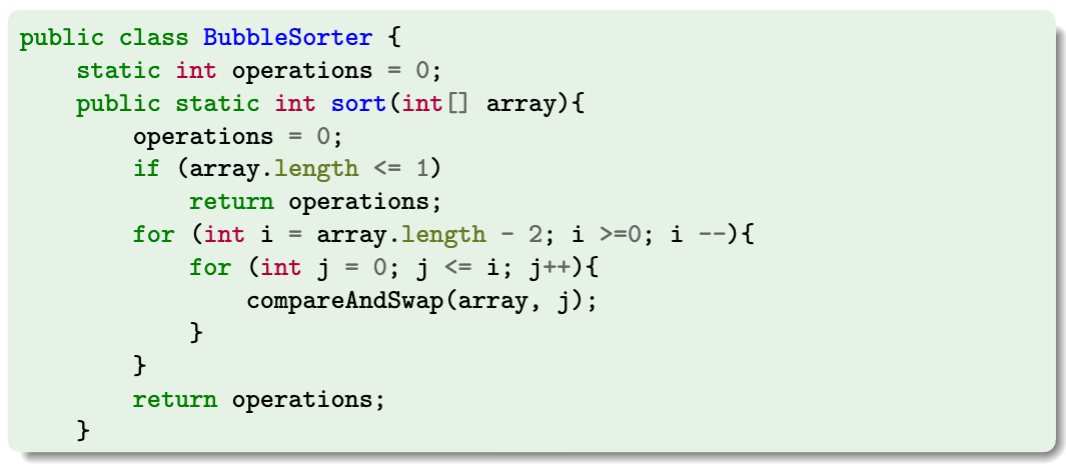 public class BubbleSorter {
    static int operations = 0;
    public static int sort(int[] array){
        operations = 0;
        if (array.length <= 1)
            return operations;
        for (int i = array.length - 2; i >=0; i --){
            for (int j = 0; j <= i; j++){
                compareAndSwap(array, j);
            }
        }
        return operations;
    }